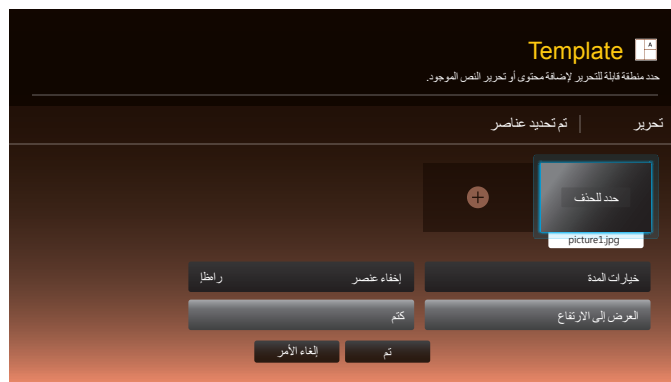 Template
حدد منطقة قابلة للتحرير لإضافة محتوى أو تحرير النص الموجود.
تحرير | تم تحديد عناصر
حدد للحذف
picture1.jpg
خيارات المدة
إخفاء عنصر رامظإ
العرض إلى الارتفاع
كتم
تم
إلغاء الأمر